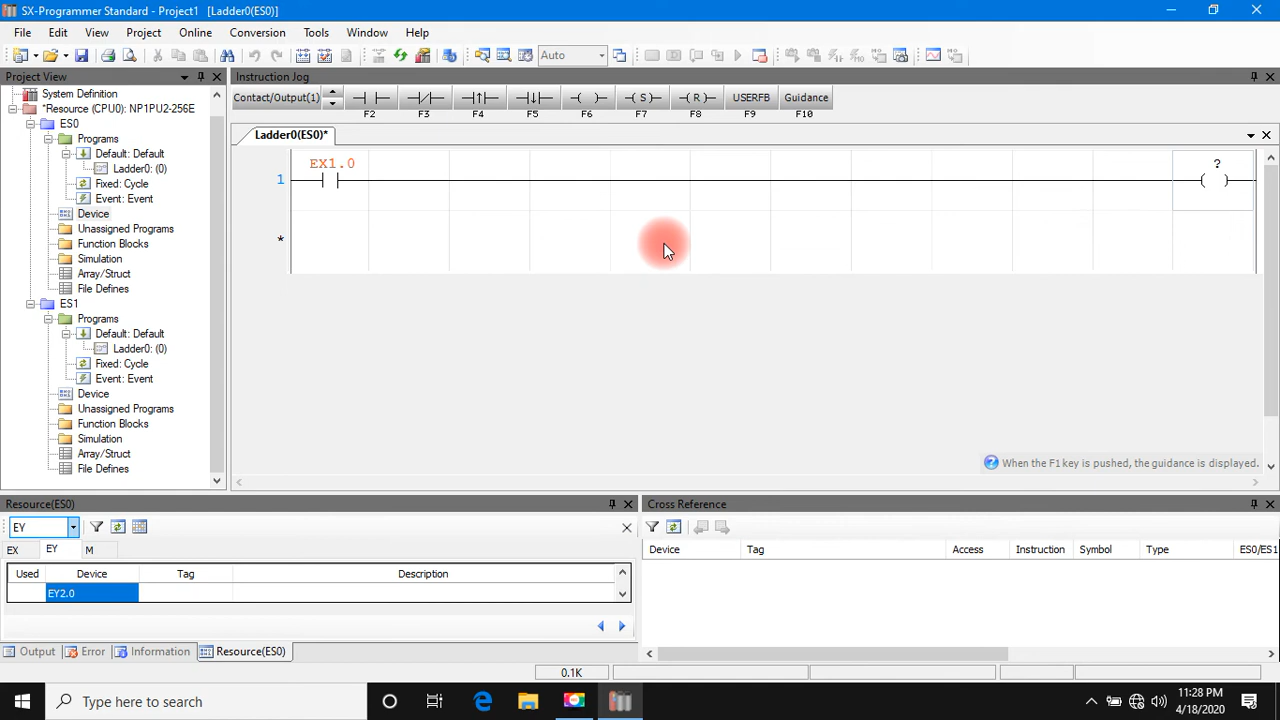 SX-Programmer Standard - Project1 [Ladder0(ES0)]
File Edit View Project Online Conversion Tools Window Help
Auto
Project View
System Definition
*Resource (CPU0): NP1PU2-256E
ES0
Programs
Default: Default
Ladder0: (0)
Fixed: Cycle
Event: Event
Device
Unassigned Programs
Function Blocks
Simulation
Array/Struct
File Defines
ES1
Programs
Default: Default
Ladder0: (0)
Fixed: Cycle
Event: Event
Device
Unassigned Programs
Function Blocks
Simulation
Array/Struct
File Defines
Instruction Jog
Contact/Output(1) ( S ) ( R ) USERFB Guidance
F2 F3 F4 F5 F6 F7 F8 F9 F10
Ladder0(ES0)*
EX1.0 ?
1
*
When the F1 key is pushed, the guidance is displayed.
Resource(ES0)
EY
EX EY M
Used Device Tag Description
EY2.0
Output Error Information Resource(ES0)
Cross Reference
Device Tag Access Instruction Symbol Type ES0/ES1
0.1K
Type here to search
11:28 PM
4/18/2020